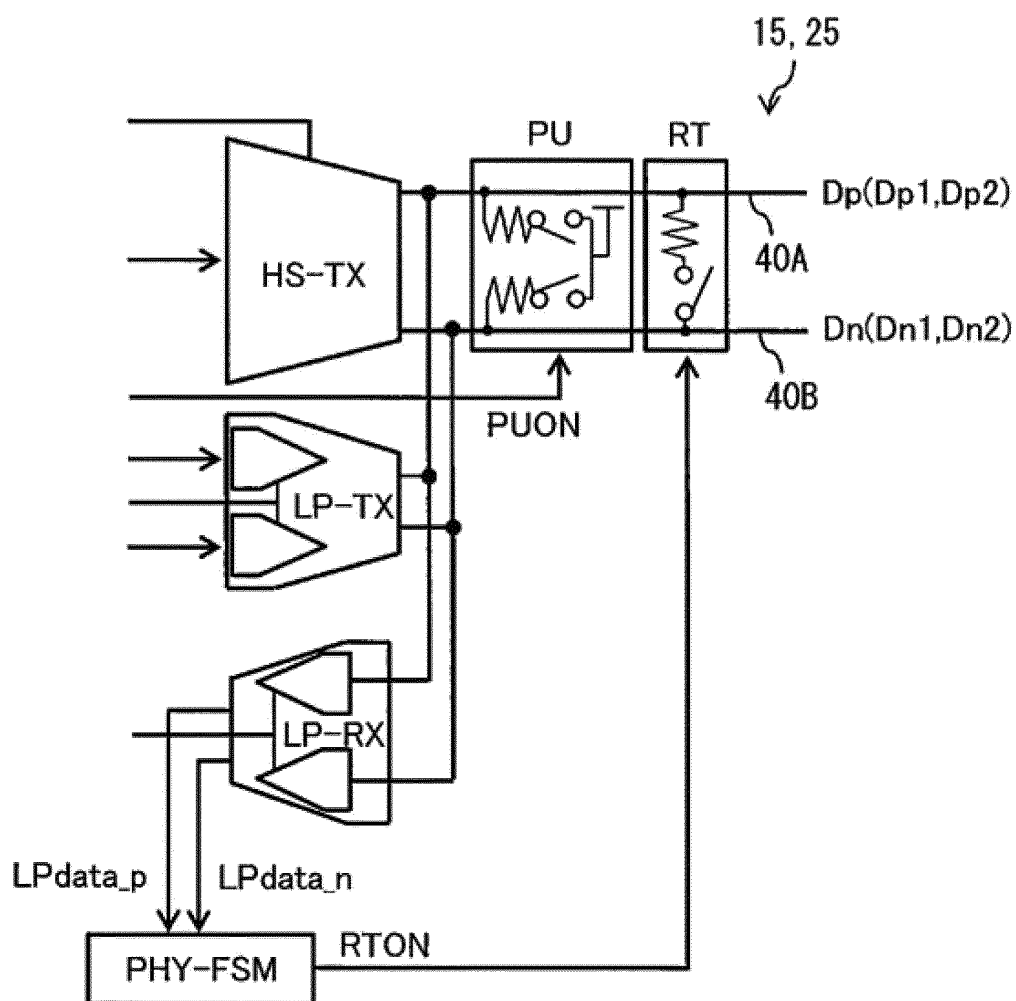 15, 25
PU
RT
Dp(Dp1,Dp2)
HS-TX
40A
Dn(Dn1,Dn2)
40B
PUON
LP-TX
LP-RX
LPdata_p
LPdata_n
RTON
PHY-FSM